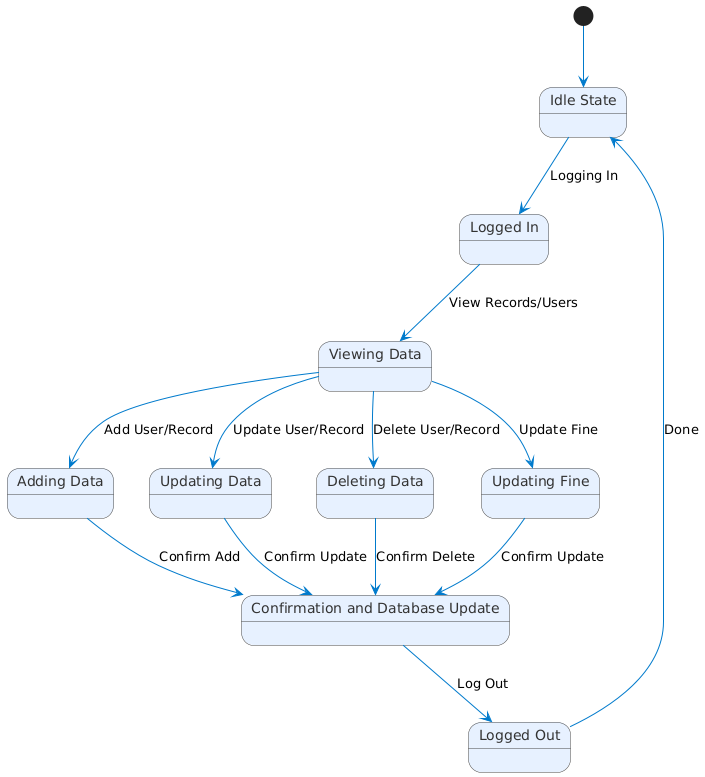 Idle State
Logging In
Logged In
View Records/Users
Viewing Data
Add User/Record
Update User/Record
Delete User/Record
Update Fine
Done
Adding Data
Updating Data
Deleting Data
Updating Fine
Confirm Add
Confirm Update
Confirm Delete
Confirm Update
Confirmation and Database Update
Log Out
Logged Out